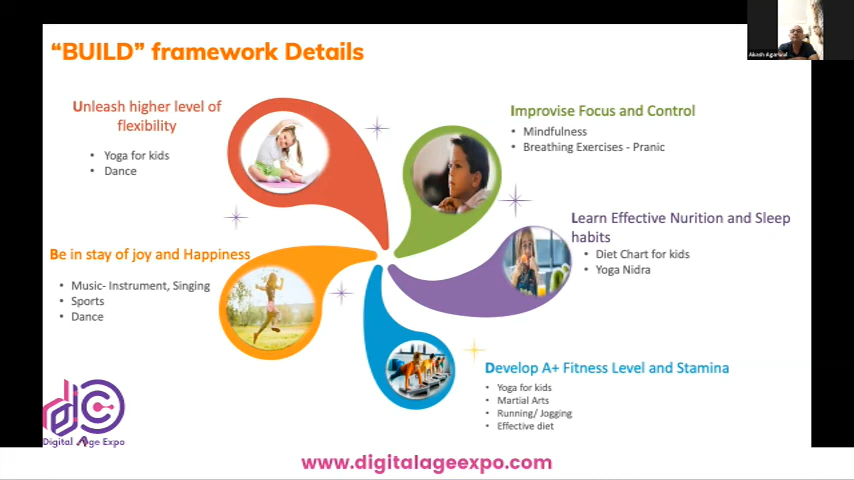 “BUILD” framework Details
Akash Agarwal
Unleash higher level of
flexibility
• Yoga for kids
• Dance
Improvise Focus and Control
• Mindfulness
• Breathing Exercises - Pranic
Learn Effective Nurition and Sleep
habits
• Diet Chart for kids
• Yoga Nidra
Be in stay of joy and Happiness
• Music- Instrument, Singing
• Sports
• Dance
Develop A+ Fitness Level and Stamina
• Yoga for kids
• Martial Arts
• Running/ Jogging
• Effective diet
Digital Age Expo
www.digitalageexpo.com